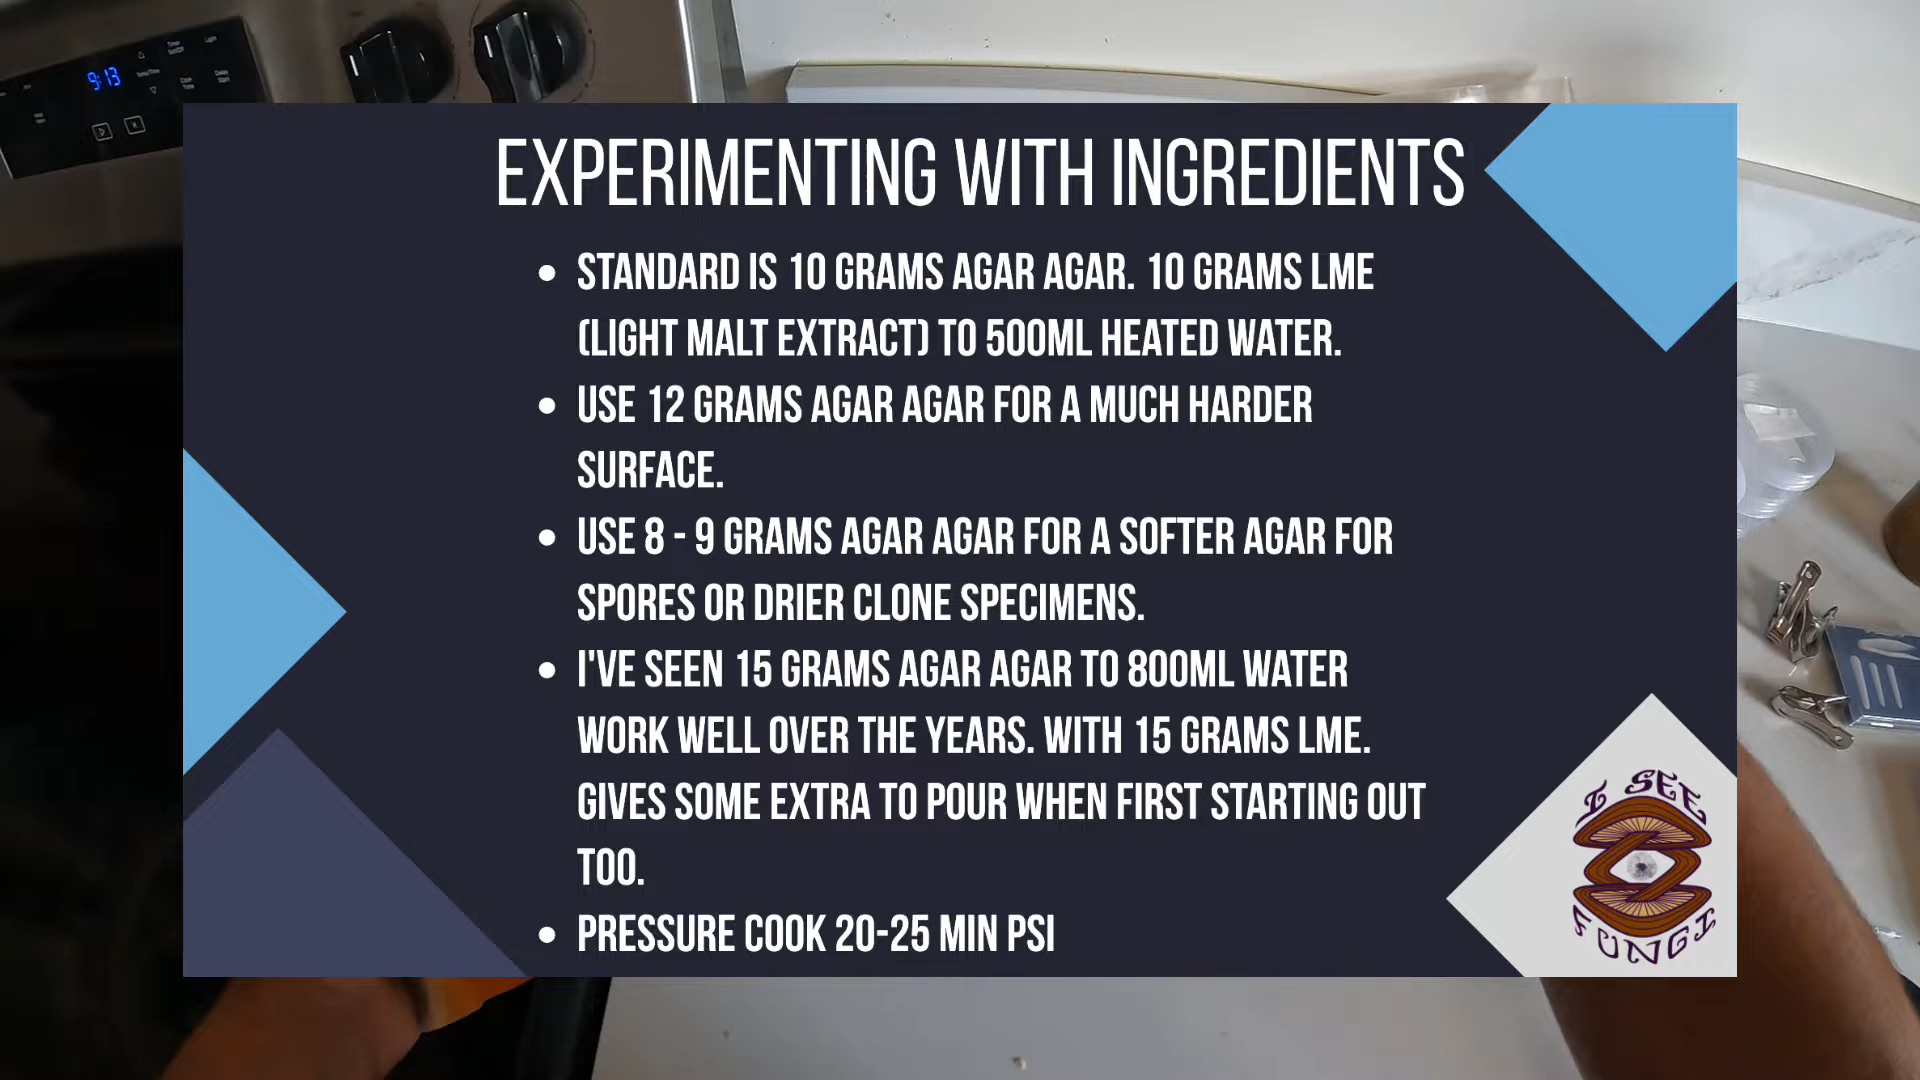 9:13
EXPERIMENTING WITH INGREDIENTS
• STANDARD IS 10 GRAMS AGAR AGAR. 10 GRAMS LME
(LIGHT MALT EXTRACT) TO 500ML HEATED WATER.
• USE 12 GRAMS AGAR AGAR FOR A MUCH HARDER
SURFACE.
• USE 8 - 9 GRAMS AGAR AGAR FOR A SOFTER AGAR FOR
SPORES OR DRIER CLONE SPECIMENS.
• I'VE SEEN 15 GRAMS AGAR AGAR TO 800ML WATER
WORK WELL OVER THE YEARS. WITH 15 GRAMS LME.
GIVES SOME EXTRA TO POUR WHEN FIRST STARTING OUT
TOO.
• PRESSURE COOK 20-25 MIN PSI
I SEE
FUNGI